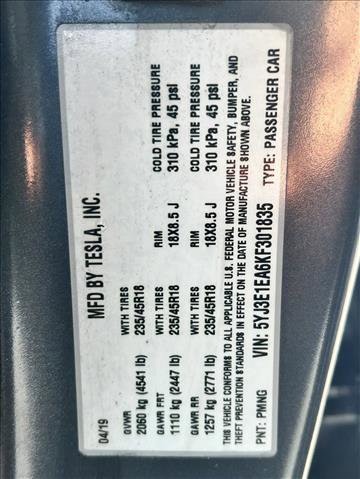 MFD BY TESLA, INC.
04/19
GVWR WITH TIRES RIM COLD TIRE PRESSURE
2060 kg (4541 lb) 235/45R18 18X8.5 J 310 kPa, 45 psi
GAWR FRT WITH TIRES RIM COLD TIRE PRESSURE
1110 kg (2447 lb) 235/45R18 18X8.5 J 310 kPa, 45 psi
GAWR RR
1257 kg (2771 lb)
THIS VEHICLE CONFORMS TO ALL APPLICABLE U.S. FEDERAL MOTOR VEHICLE SAFETY, BUMPER, AND
THEFT PREVENTION STANDARDS IN EFFECT ON THE DATE OF MANUFACTURE SHOWN ABOVE.
VIN: 5YJ3E1EA6KF301835
PNT: PMNG TYPE: PASSENGER CAR